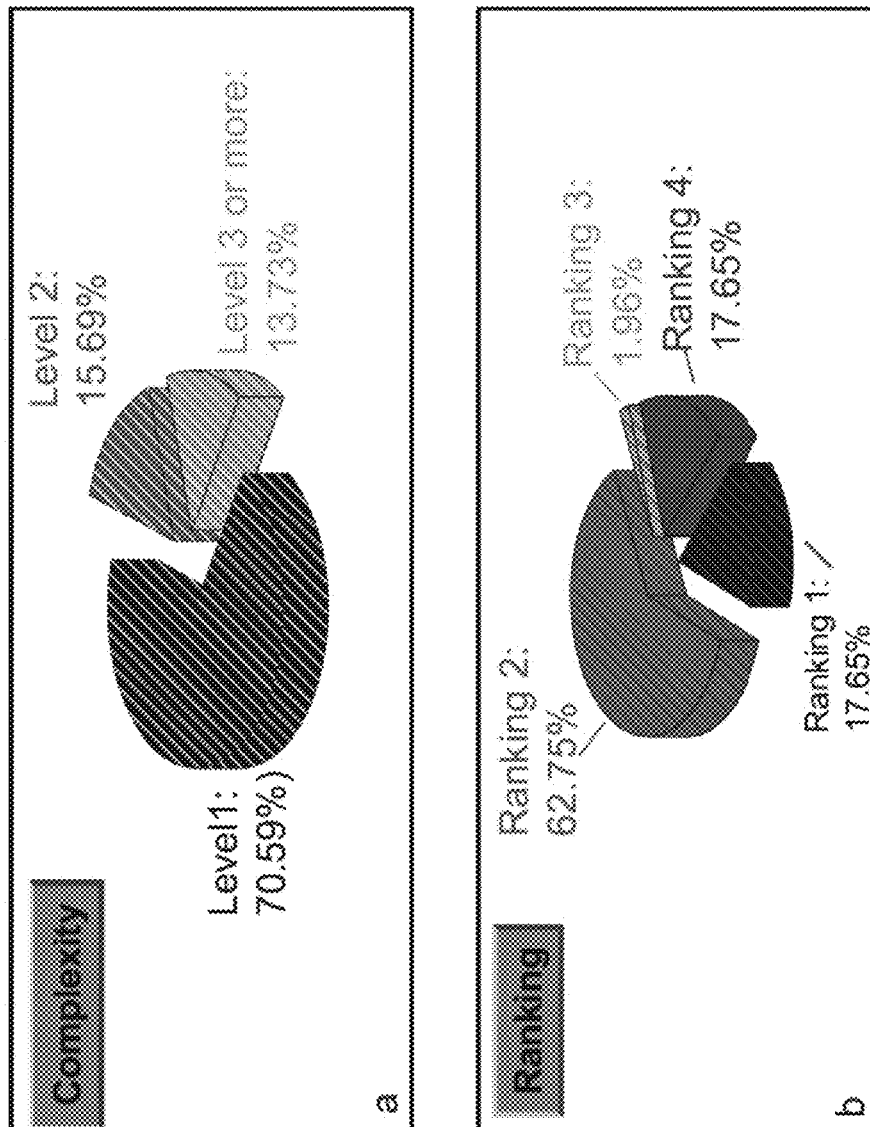 Complexity
Level 2:
15.69%
Level 3 or more:
13.73%
Level1:
70.59%)
a
Ranking
Ranking 3:
1.96%
Ranking 4:
17.65%
Ranking 2:
62.75%
Ranking 1:
17.65%
b